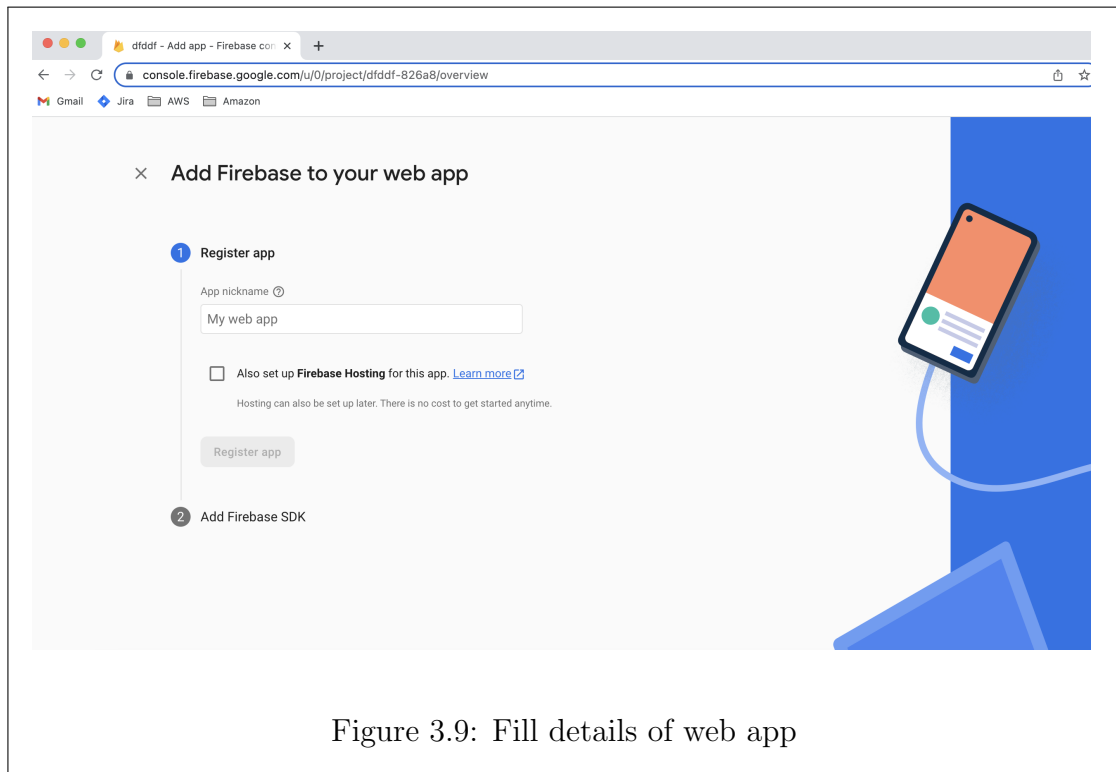 dfddf - Add app - Firebase con
console.firebase.google.com/u/0/project/dfddf-826a8/overview
Gmail Jira AWS Amazon
Add Firebase to your web app
1 Register app
App nickname
My web app
Also set up Firebase Hosting for this app. Learn more
Hosting can also be set up later. There is no cost to get started anytime.
Register app
2 Add Firebase SDK
Figure 3.9: Fill details of web app